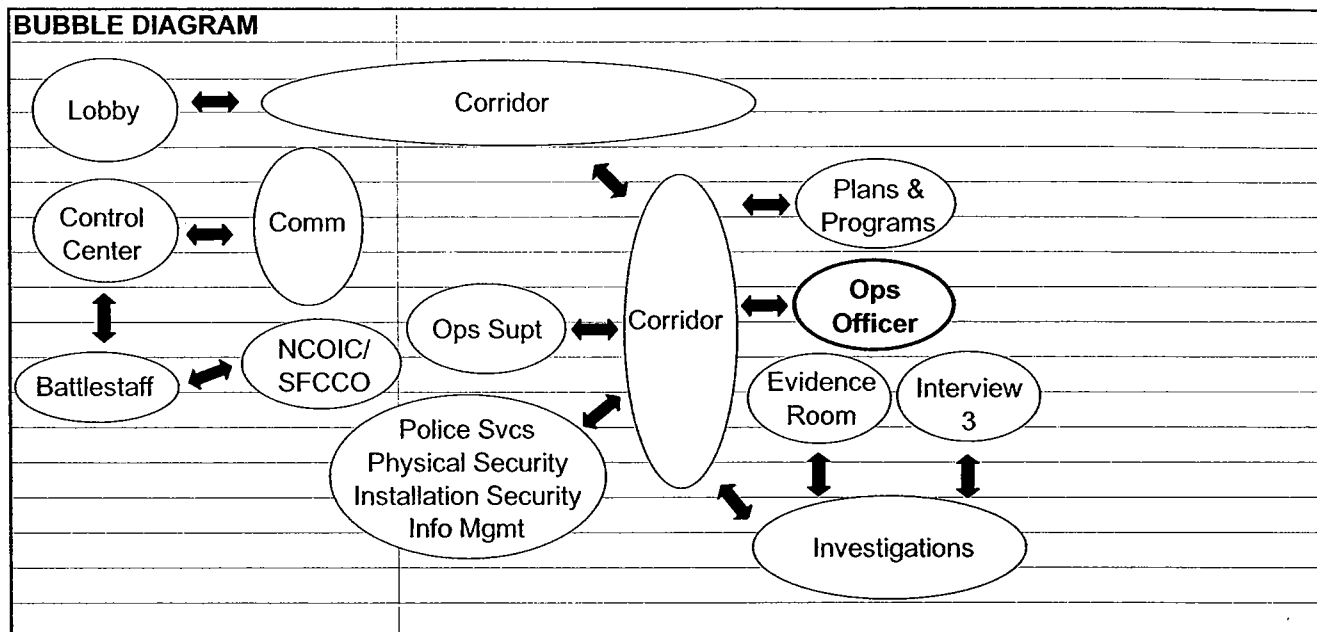 BUBBLE DIAGRAM
Lobby
Corridor
Control
Center
Comm
Plans &
Programs
Ops
Officer
Ops Supt
Corridor
Battlestaff
NCOIC/
SFCCO
Evidence
Room
Interview
3
Police Svcs
Physical Security
Installation Security
Info Mgmt
Investigations